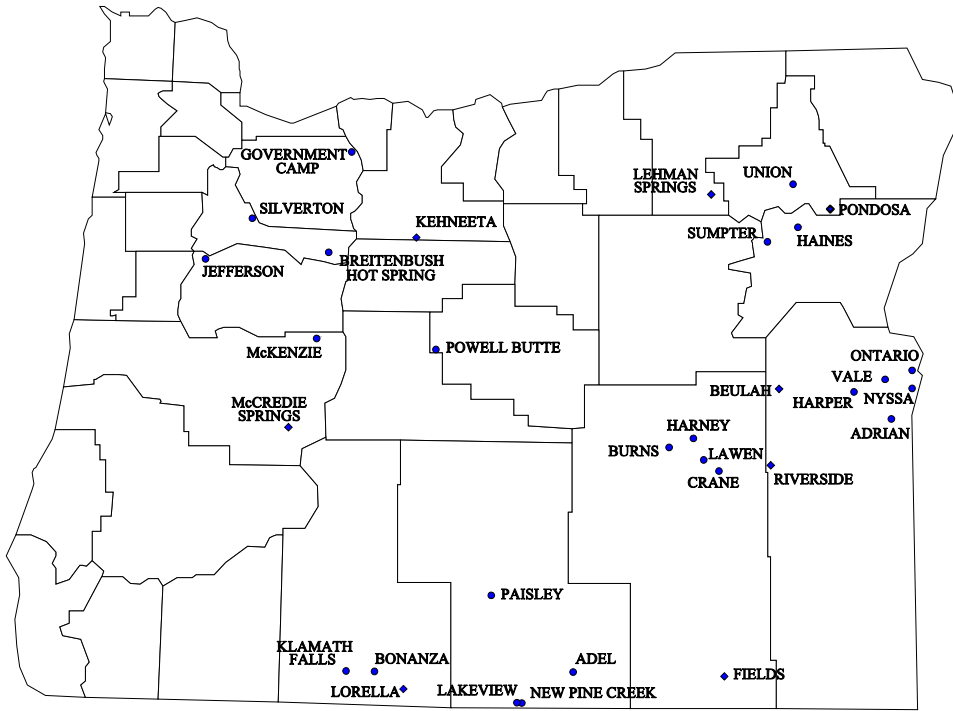 GOVERNMENT
CAMP
LEHMAN
SPRINGS
UNION
SILVERTON
KEHNEETA
PONDOSA
SUMPTER
HAINES
JEFFERSON
BREITENBUSH
HOT SPRING
McKENZIE
POWELL BUTTE
ONTARIO
VALE
BEULAH
HARPER
NYSSA
McCREDIE
SPRINGS
HARNEY
ADRIAN
BURNS
LAWEN
CRANE
RIVERSIDE
PAISLEY
KLAMATH
FALLS
BONANZA
ADEL
FIELDS
LORELLA
LAKEVIEW
NEW PINE CREEK